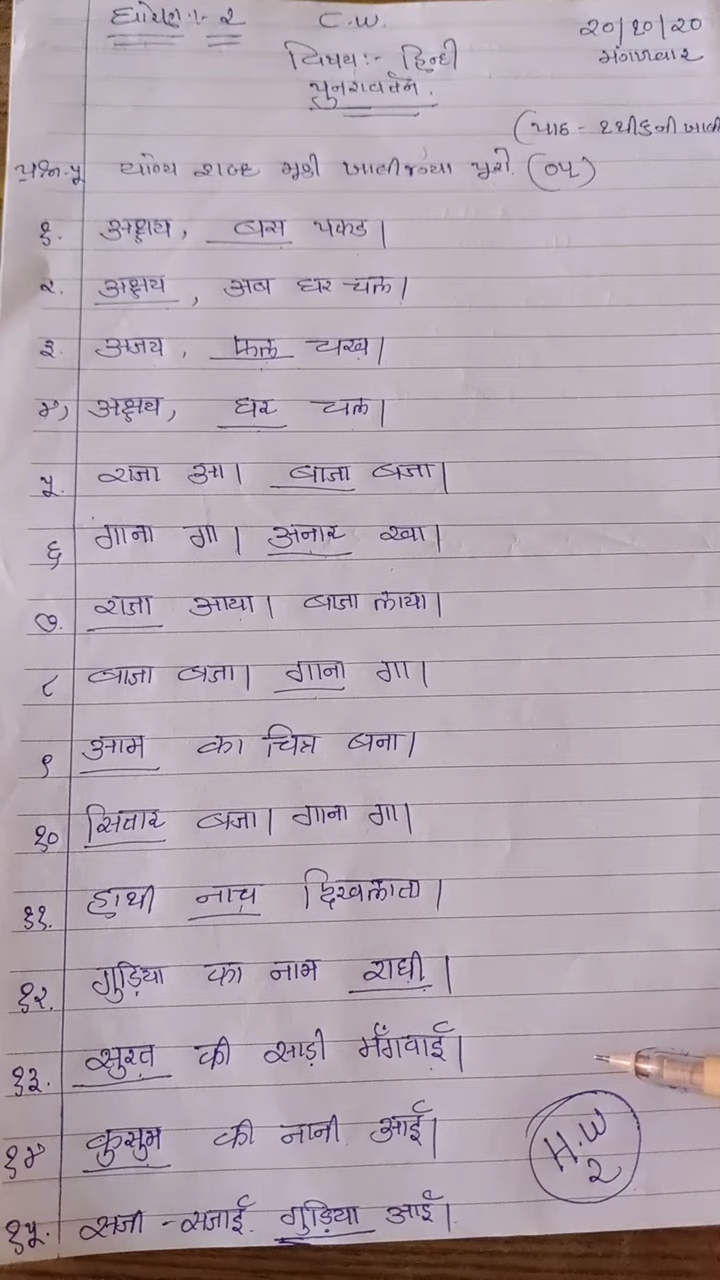 ધોરણ :- ૨ C.W. 20/10/20
વિષય :- હિન્દી મંગળવાર
પુનરાવર્તન.
(પાઠ - ૧થી૬ની ખાલી
પ્રશ્ન-૫ યોગ્ય શબ્દ મૂકી ખાલીજગ્યા પૂરો. (૦૫)
१. अक्षय, बस पकड।
२. अक्षय, अब घर चल।
३. अजय, फल चख।
४) अक्षय, घर चल।
५. राजा आ। बाजा बजा।
६ गाना गा। अनार खा।
७. राजा आया। बाजा लाया।
८ बाजा बजा। गाना गा।
९ आम का चित्र बना।
१० सितार बजा। गाना गा।
११. हाथी नाच दिखलाता।
१२. गुड़िया का नाम राधी।
१३. सुरत की साड़ी मँगवाई।
१४ कुसुम की नानी आई।
१५. सजी - सजाई गुड़िया आई।
H.W
2